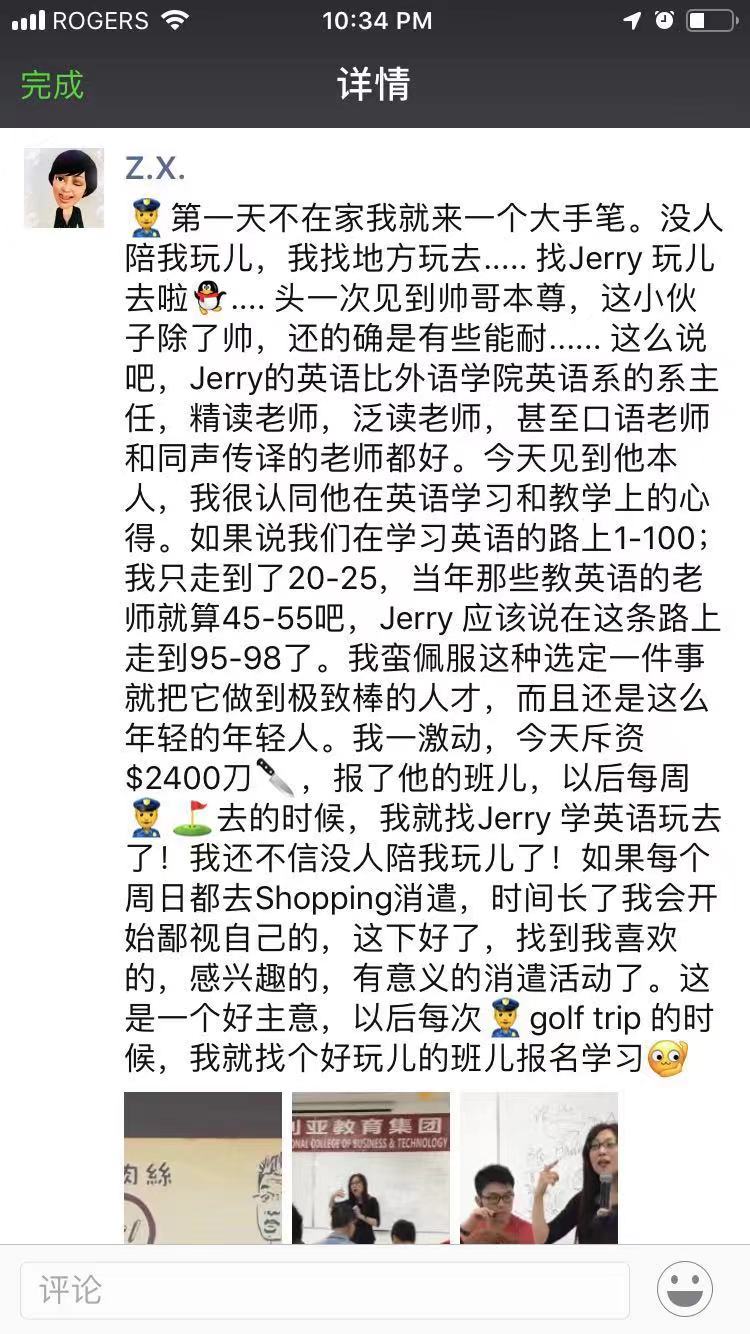 ROGERS 10:34 PM
完成 详情
Z.X.
👮第一天不在家我就来一个大手笔。没人
陪我玩儿，我找地方玩去..... 找Jerry 玩儿
去啦🐧.... 头一次见到帅哥本尊，这小伙
子除了帅，还的确是有些能耐...... 这么说
吧，Jerry的英语比外语学院英语系的系主
任，精读老师，泛读老师，甚至口语老师
和同声传译的老师都好。今天见到他本
人，我很认同他在英语学习和教学上的心
得。如果说我们在学习英语的路上1-100；
我只走到了20-25，当年那些教英语的老
师就算45-55吧，Jerry 应该说在这条路上
走到95-98了。我蛮佩服这种选定一件事
就把它做到极致棒的人才，而且还是这么
年轻的年轻人。我一激动，今天斥资
$2400刀🔪，报了他的班儿，以后每周
👮⛳去的时候，我就找Jerry 学英语玩去
了！我还不信没人陪我玩儿了！如果每个
周日都去Shopping消遣，时间长了我会开
始鄙视自己的，这下好了，找到我喜欢
的，感兴趣的，有意义的消遣活动了。这
是一个好主意，以后每次👮golf trip 的时
候，我就找个好玩儿的班儿报名学习
肉絲
利亚教育集团
ONAL COLLEGE OF BUSINESS & TECHNOLOGY
评论